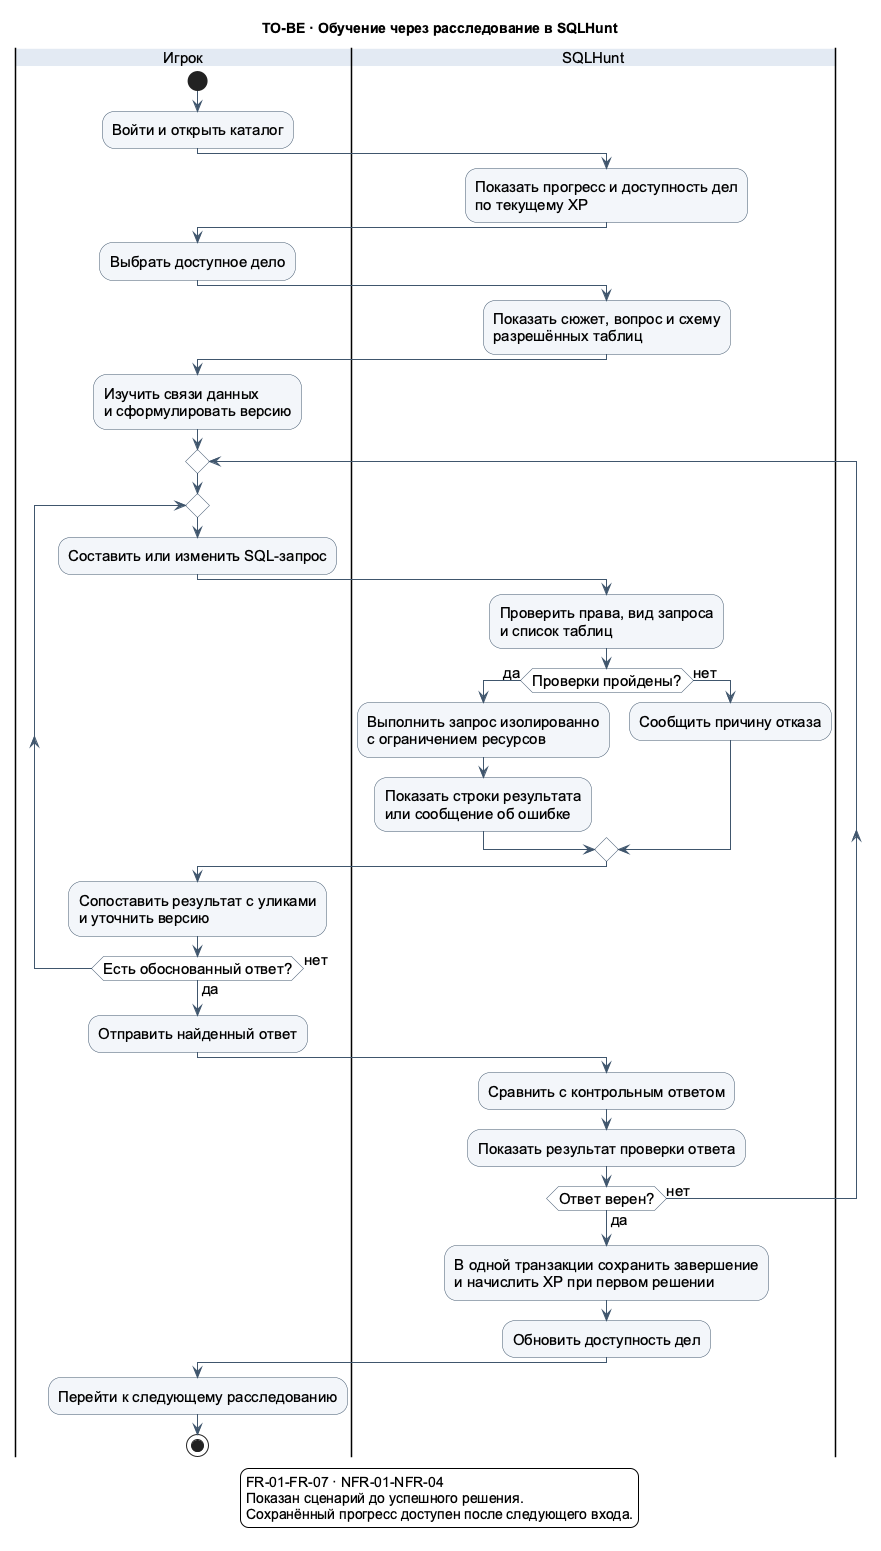 TO-BE · Обучение через расследование в SQLHunt
Игрок
SQLHunt
Войти и открыть каталог
Показать прогресс и доступность дел
по текущему XP
Выбрать доступное дело
Показать сюжет, вопрос и схему
разрешённых таблиц
Изучить связи данных
и сформулировать версию
Составить или изменить SQL-запрос
Проверить права, вид запроса
и список таблиц
да
Проверки пройдены?
нет
Выполнить запрос изолированно
с ограничением ресурсов
Сообщить причину отказа
Показать строки результата
или сообщение об ошибке
Сопоставить результат с уликами
и уточнить версию
Есть обоснованный ответ?
нет
да
Отправить найденный ответ
Сравнить с контрольным ответом
Показать результат проверки ответа
Ответ верен?
нет
да
В одной транзакции сохранить завершение
и начислить XP при первом решении
Обновить доступность дел
Перейти к следующему расследованию
FR-01-FR-07 · NFR-01-NFR-04
Показан сценарий до успешного решения.
Сохранённый прогресс доступен после следующего входа.